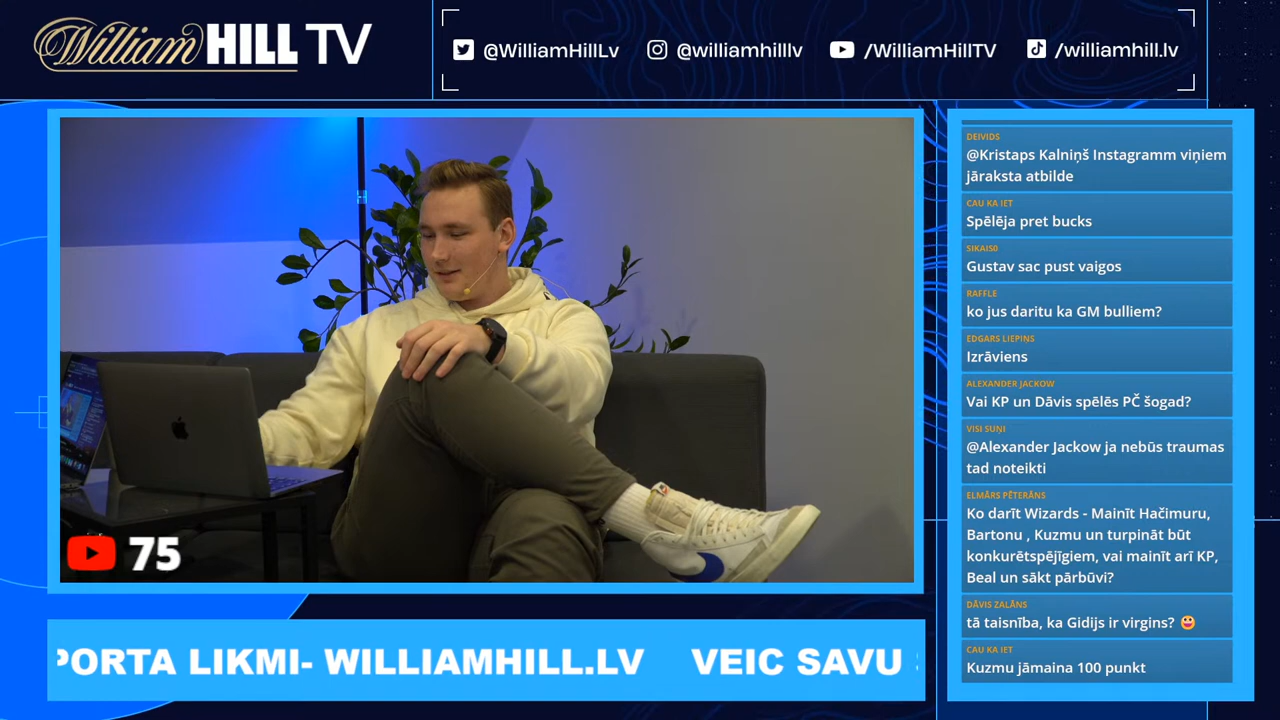 William HILL TV
@WilliamHillLv
@williamhilllv
/WilliamHillTV
/williamhill.lv
DEIVIDS
@Kristaps Kalniņš Instagramm viņiem
jāraksta atbilde
CAU KA IET
Spēlēja pret bucks
SIKAIS0
Gustav sac pust vaigos
RAFFLE
ko jus daritu ka GM bulliem?
EDGARS LIEPIŅŠ
Izrāviens
ALEXANDER JACKOW
Vai KP un Dāvis spēlēs PČ šogad?
VISI SUŅI
@Alexander Jackow ja nebūs traumas
tad noteikti
ELMĀRS PĒTERĀNS
Ko darīt Wizards - Mainīt Hačimuru,
Bartonu , Kuzmu un turpināt būt
konkurētspējīgiem, vai mainīt arī KP,
Beal un sākt pārbūvi?
DĀVIS ZALĀNS
tā taisnība, ka Gidijs ir virgins? 😃
CAU KA IET
Kuzmu jāmaina 100 punkt
75
PORTA LIKMI- WILLIAMHILL.LV VEIC SAVU